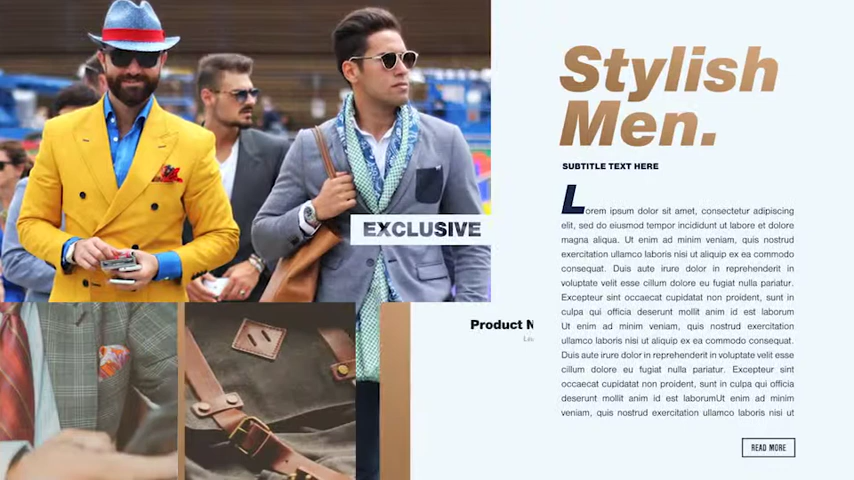 Stylish
Men.
SUBTITLE TEXT HERE
Lorem ipsum dolor sit amet, consectetur adipiscing
elit, sed do eiusmod tempor incididunt ut labore et dolore
magna aliqua. Ut enim ad minim veniam, quis nostrud
exercitation ullamco laboris nisi ut aliquip ex ea commodo
consequat. Duis aute irure dolor in reprehenderit in
voluptate velit esse cillum dolore eu fugiat nulla pariatur.
Excepteur sint occaecat cupidatat non proident, sunt in
culpa qui officia deserunt mollit anim id est laborum
Ut enim ad minim veniam, quis nostrud exercitation
ullamco laboris nisi ut aliquip ex ea commodo consequat.
Duis aute irure dolor in reprehenderit in voluptate velit esse
cillum dolore eu fugiat nulla pariatur. Excepteur sint
occaecat cupidatat non proident, sunt in culpa qui officia
deserunt mollit anim id est laborumUt enim ad minim
veniam, quis nostrud exercitation ullamco laboris nisi ut
READ MORE
EXCLUSIVE
Product N